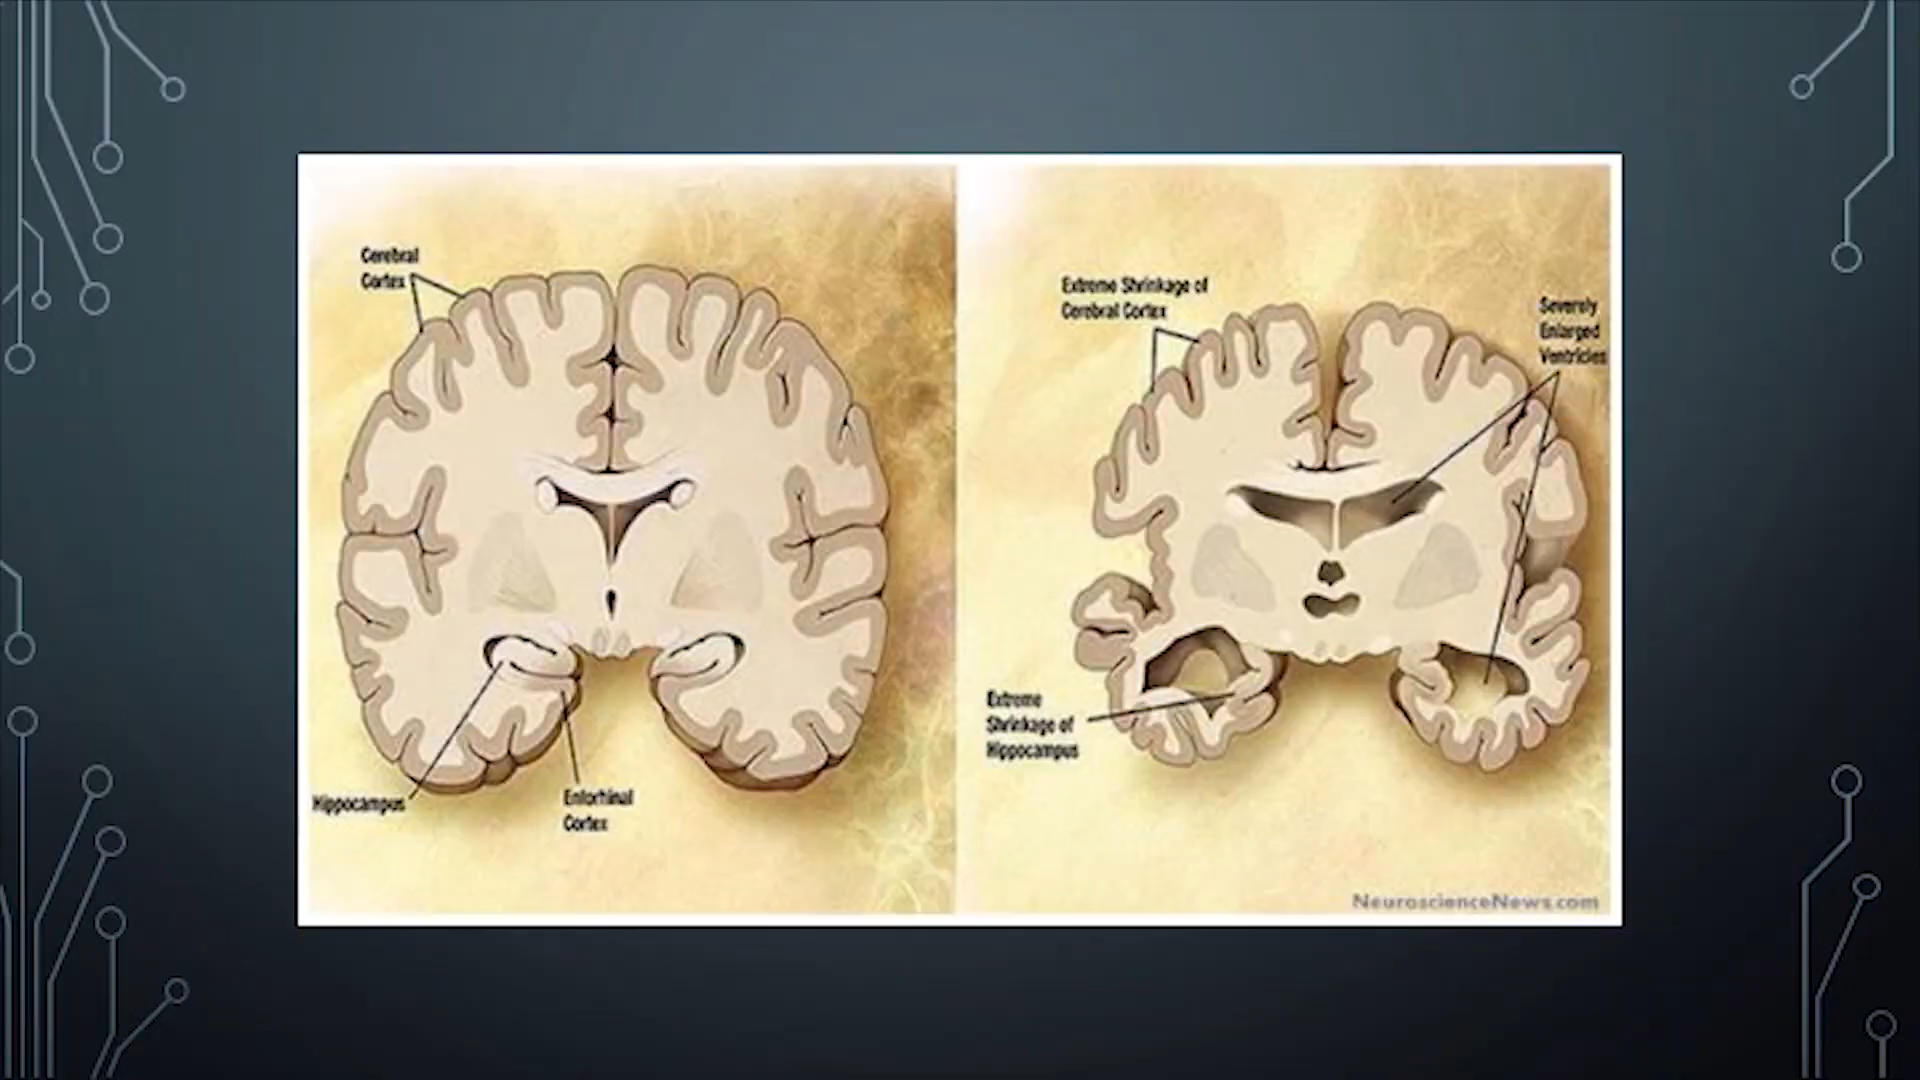 Cerebral
Cortex
Hippocampus
Entorhinal
Cortex
Extreme Shrinkage of
Cerebral Cortex
Severely
Enlarged
Ventricles
Extreme
Shrinkage of
Hippocampus
NeuroscienceNews.com